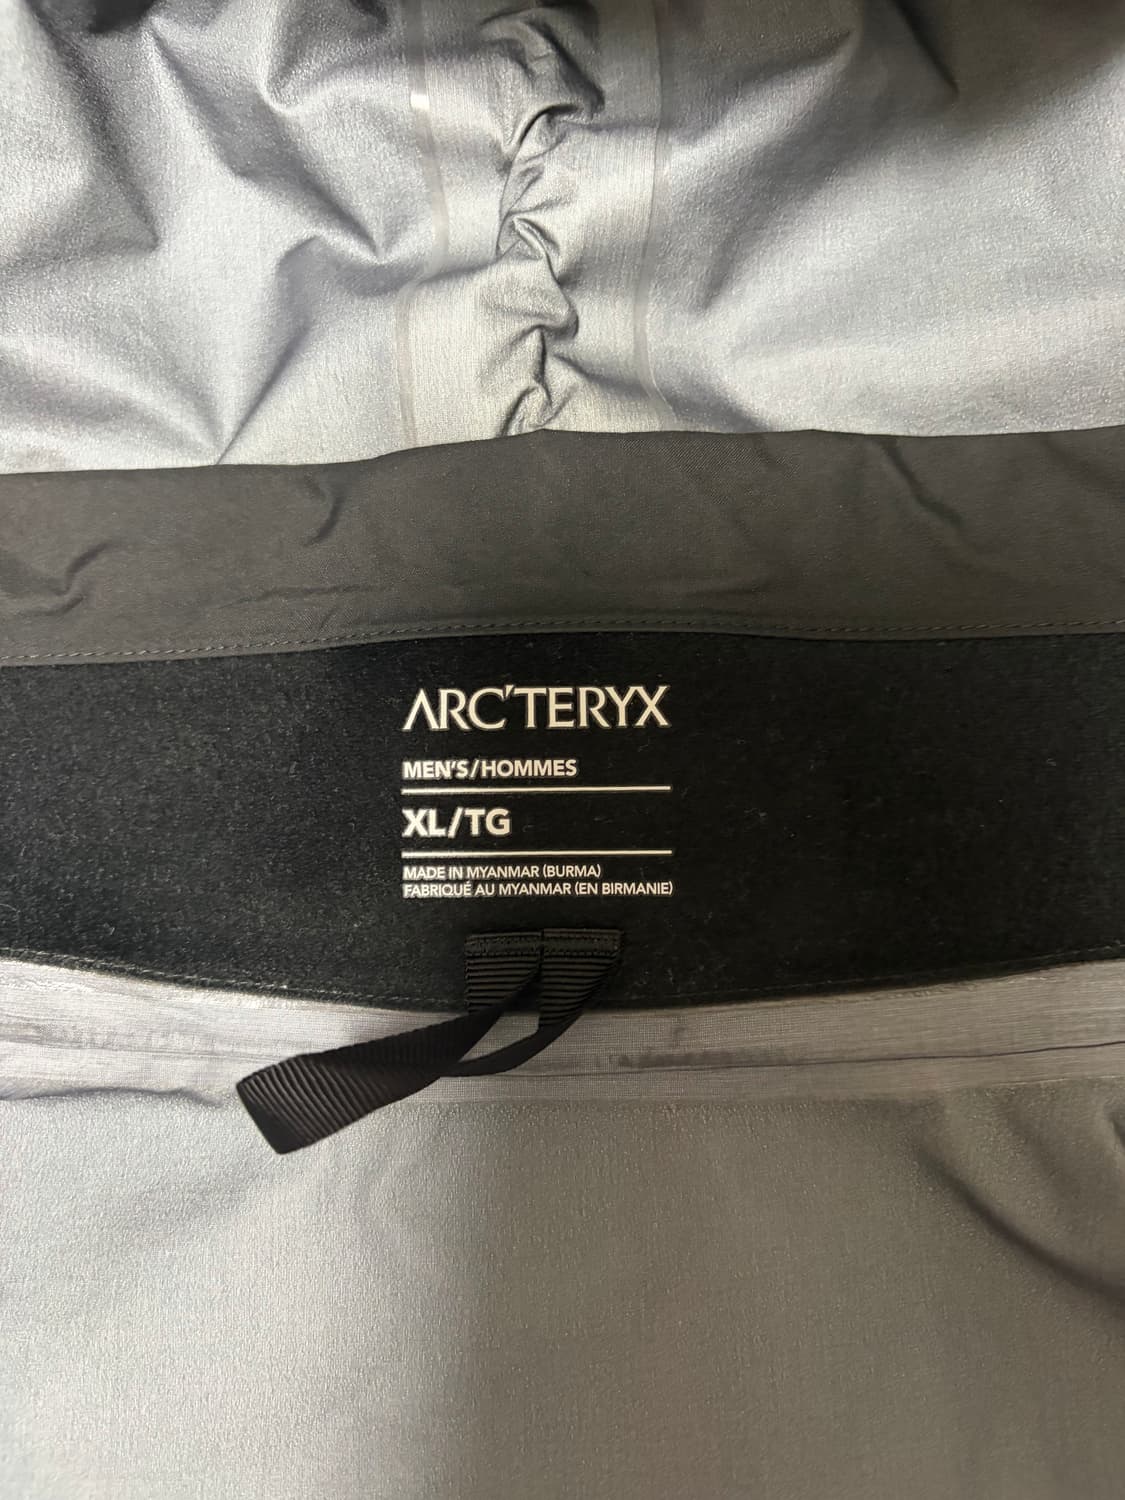 ARC'TERYX
MEN'S/HOMMES
XL/TG
MADE IN MYANMAR (BURMA)
FABRIQUÉ AU MYANMAR (EN BIRMANIE)